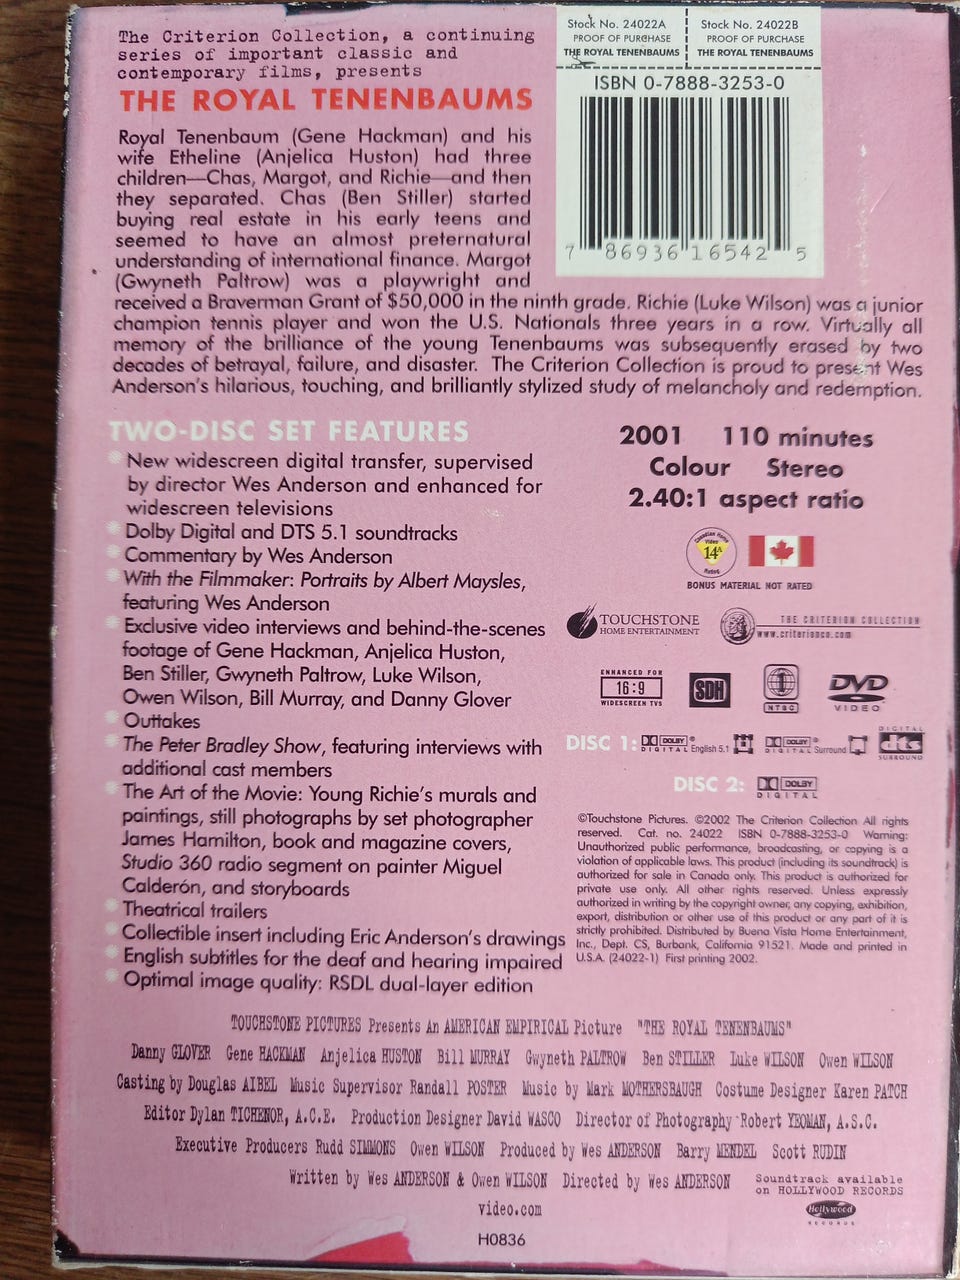 The Criterion Collection, a continuing
series of important classic and
contemporary films, presents
THE ROYAL TENENBAUMS
Stock No. 24022A
PROOF OF PURCHASE
THE ROYAL TENENBAUMS
Stock No. 24022B
PROOF OF PURCHASE
THE ROYAL TENENBAUMS
ISBN 0-7888-3253-0
7 86936 16542 5
Royal Tenenbaum (Gene Hackman) and his
wife Etheline (Anjelica Huston) had three
children—Chas, Margot, and Richie—and then
they separated. Chas (Ben Stiller) started
buying real estate in his early teens and
seemed to have an almost preternatural
understanding of international finance. Margot
(Gwyneth Paltrow) was a playwright and
received a Braverman Grant of $50,000 in the ninth grade. Richie (Luke Wilson) was a junior
champion tennis player and won the U.S. Nationals three years in a row. Virtually all
memory of the brilliance of the young Tenenbaums was subsequently erased by two
decades of betrayal, failure, and disaster. The Criterion Collection is proud to present Wes
Anderson's hilarious, touching, and brilliantly stylized study of melancholy and redemption.
TWO-DISC SET FEATURES
New widescreen digital transfer, supervised
by director Wes Anderson and enhanced for
widescreen televisions
Dolby Digital and DTS 5.1 soundtracks
Commentary by Wes Anderson
With the Filmmaker: Portraits by Albert Maysles,
featuring Wes Anderson
Exclusive video interviews and behind-the-scenes
footage of Gene Hackman, Anjelica Huston,
Ben Stiller, Gwyneth Paltrow, Luke Wilson,
Owen Wilson, Bill Murray, and Danny Glover
Outtakes
The Peter Bradley Show, featuring interviews with
additional cast members
The Art of the Movie: Young Richie's murals and
paintings, still photographs by set photographer
James Hamilton, book and magazine covers,
Studio 360 radio segment on painter Miguel
Calderón, and storyboards
Theatrical trailers
Collectible insert including Eric Anderson's drawings
English subtitles for the deaf and hearing impaired
Optimal image quality: RSDL dual-layer edition
2001 110 minutes
Colour Stereo
2.40:1 aspect ratio
Canadian Home
Video
14A
Rating
BONUS MATERIAL NOT RATED
TOUCHSTONE
HOME ENTERTAINMENT
THE CRITERION COLLECTION
www.criterionco.com
ENHANCED FOR
16:9
WIDESCREEN TVS
SDH
1
NTSC
DVD
VIDEO
DISC 1: DOLBY DIGITAL English 5.1 DOLBY DIGITAL Surround DIGITAL dts SURROUND
DISC 2: DOLBY DIGITAL
©Touchstone Pictures. ©2002 The Criterion Collection All rights
reserved. Cat. no. 24022 ISBN 0-7888-3253-0 Warning:
Unauthorized public performance, broadcasting, or copying is a
violation of applicable laws. This product (including its soundtrack) is
authorized for sale in Canada only. This product is authorized for
private use only. All other rights reserved. Unless expressly
authorized in writing by the copyright owner, any copying, exhibition,
export, distribution or other use of this product or any part of it is
strictly prohibited. Distributed by Buena Vista Home Entertainment,
Inc., Dept. CS, Burbank, California 91521. Made and printed in
U.S.A. (24022-1) First printing 2002.
TOUCHSTONE PICTURES Presents An AMERICAN EMPIRICAL Picture "THE ROYAL TENENBAUMS"
Danny GLOVER Gene HACKMAN Anjelica HUSTON Bill MURRAY Gwyneth PALTROW Ben STILLER Luke WILSON Owen WILSON
Casting by Douglas AIBEL Music Supervisor Randall POSTER Music by Mark MOTHERSBAUGH Costume Designer Karen PATCH
Editor Dylan TICHENOR, A.C.E. Production Designer David WASCO Director of Photography Robert YEOMAN, A.S.C.
Executive Producers Rudd SIMMONS Owen WILSON Produced by Wes ANDERSON Barry MENDEL Scott RUDIN
Written by Wes ANDERSON & Owen WILSON Directed by Wes ANDERSON
Soundtrack available
on HOLLYWOOD RECORDS
Hollywood
RECORDS
video.com
H0836